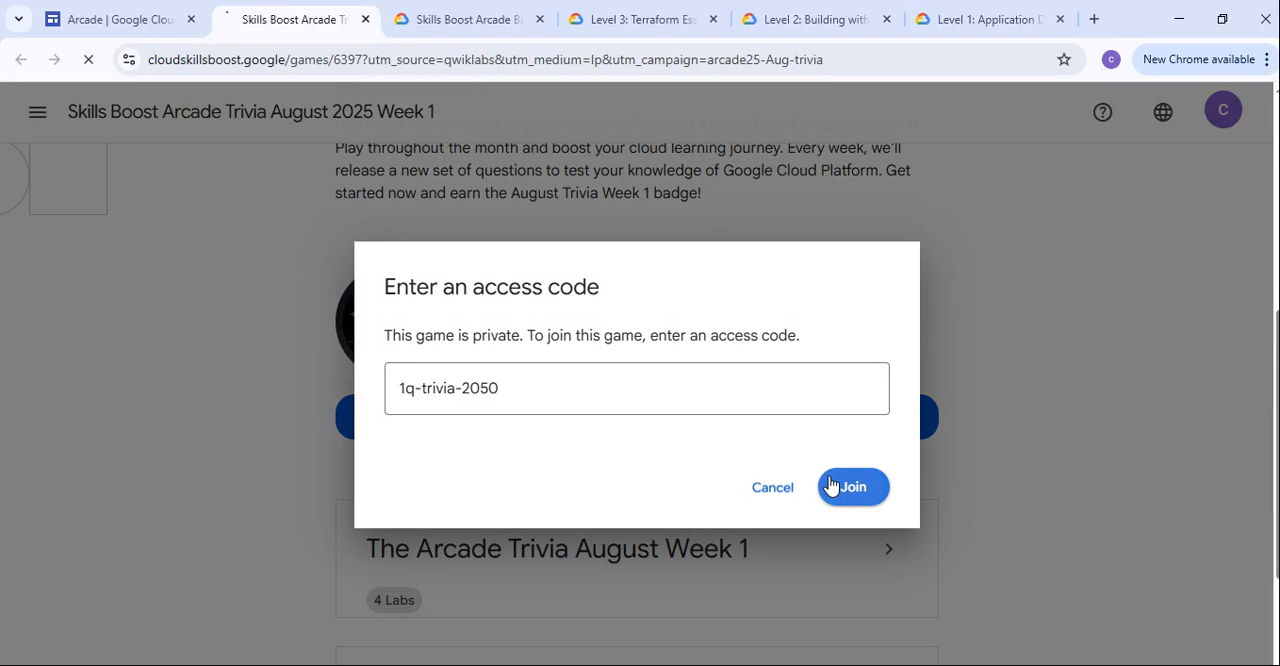 Arcade | Google Clou
Skills Boost Arcade Tr
Skills Boost Arcade B
Level 3: Terraform Ess
Level 2: Building with
Level 1: Application D
cloudskillsboost.google/games/6397?utm_source=qwiklabs&utm_medium=lp&utm_campaign=arcade25-Aug-trivia
c
New Chrome available
Skills Boost Arcade Trivia August 2025 Week 1
C
Play throughout the month and boost your cloud learning journey. Every week, we'll
release a new set of questions to test your knowledge of Google Cloud Platform. Get
started now and earn the August Trivia Week 1 badge!
Enter an access code
This game is private. To join this game, enter an access code.
1q-trivia-2050
Cancel
Join
The Arcade Trivia August Week 1
4 Labs